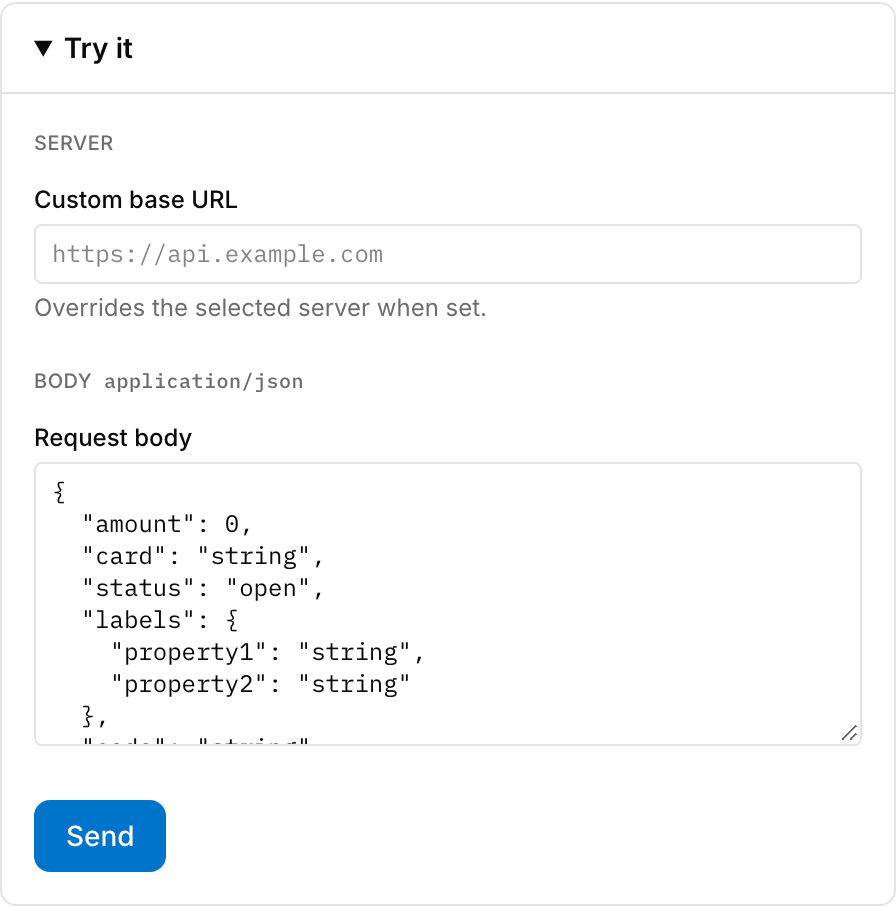 ▼ Try it
SERVER
Custom base URL
https://api.example.com
Overrides the selected server when set.
BODY application/json
Request body
{
  "amount": 0,
  "card": "string",
  "status": "open",
  "labels": {
    "property1": "string",
    "property2": "string"
  },
Send